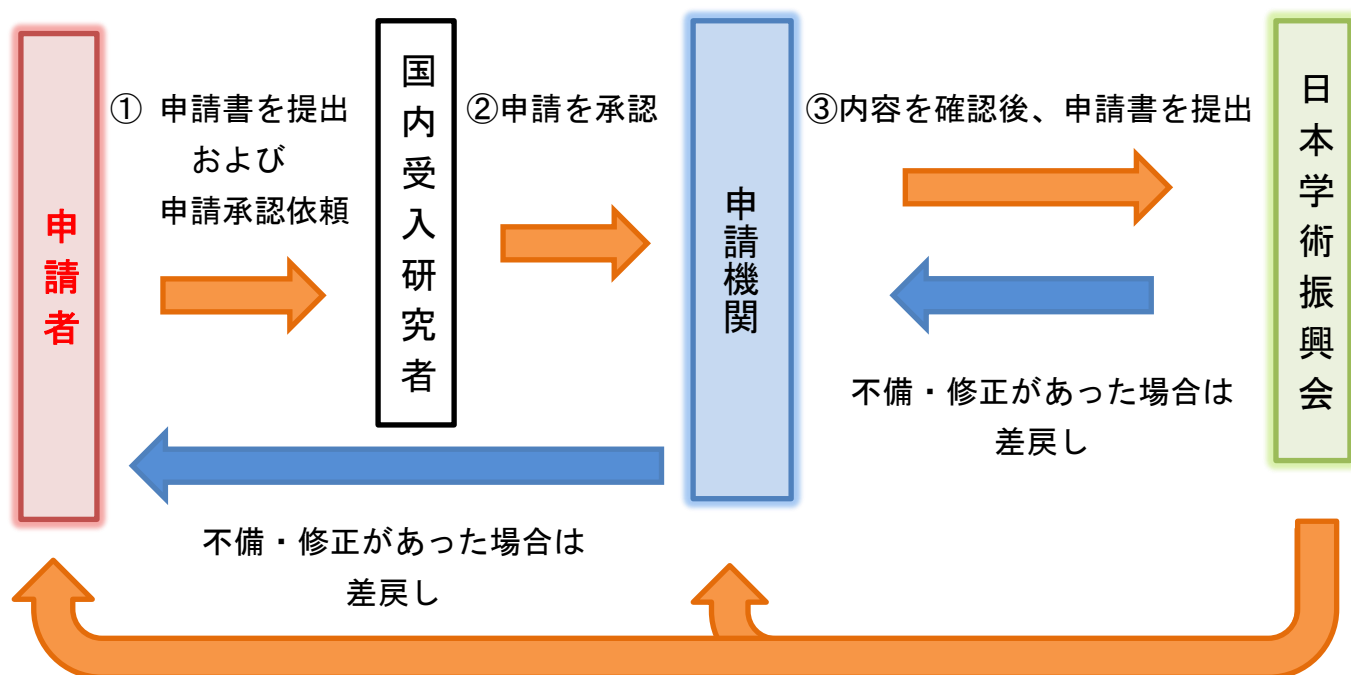 申請者
① 申請書を提出
および
申請承認依頼
国内受入研究者
②申請を承認
申請機関
③内容を確認後、申請書を提出
日本学術振興会
不備・修正があった場合は
差戻し
不備・修正があった場合は
差戻し